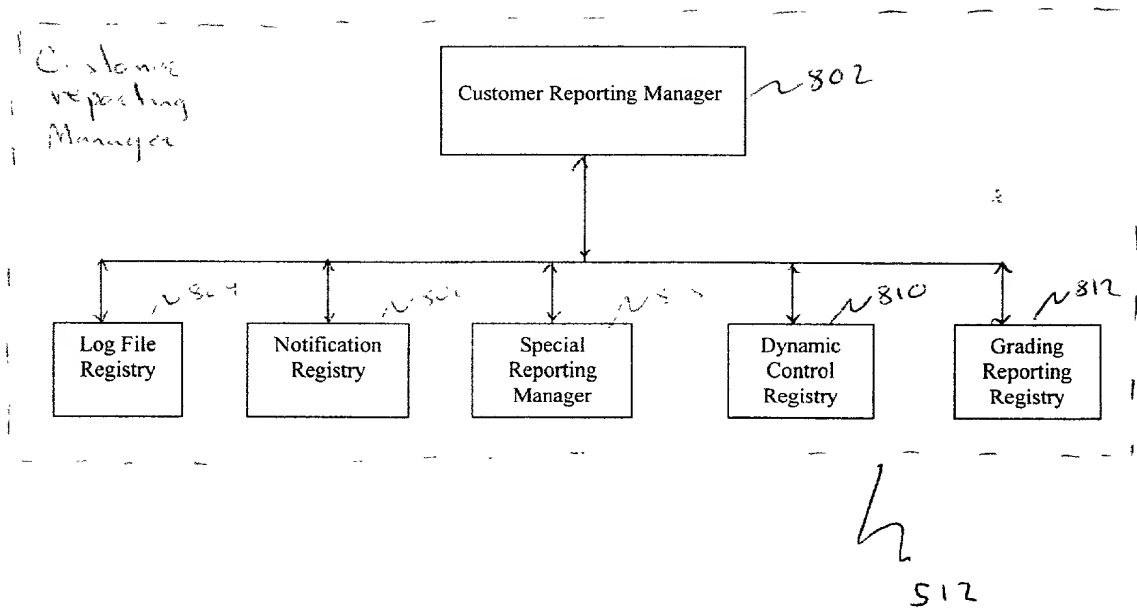 reporting
Manager
Customer Reporting Manager
802
810
812
Log File
Registry
Notification
Registry
Special
Reporting
Manager
Dynamic
Control
Registry
Grading
Reporting
Registry
512